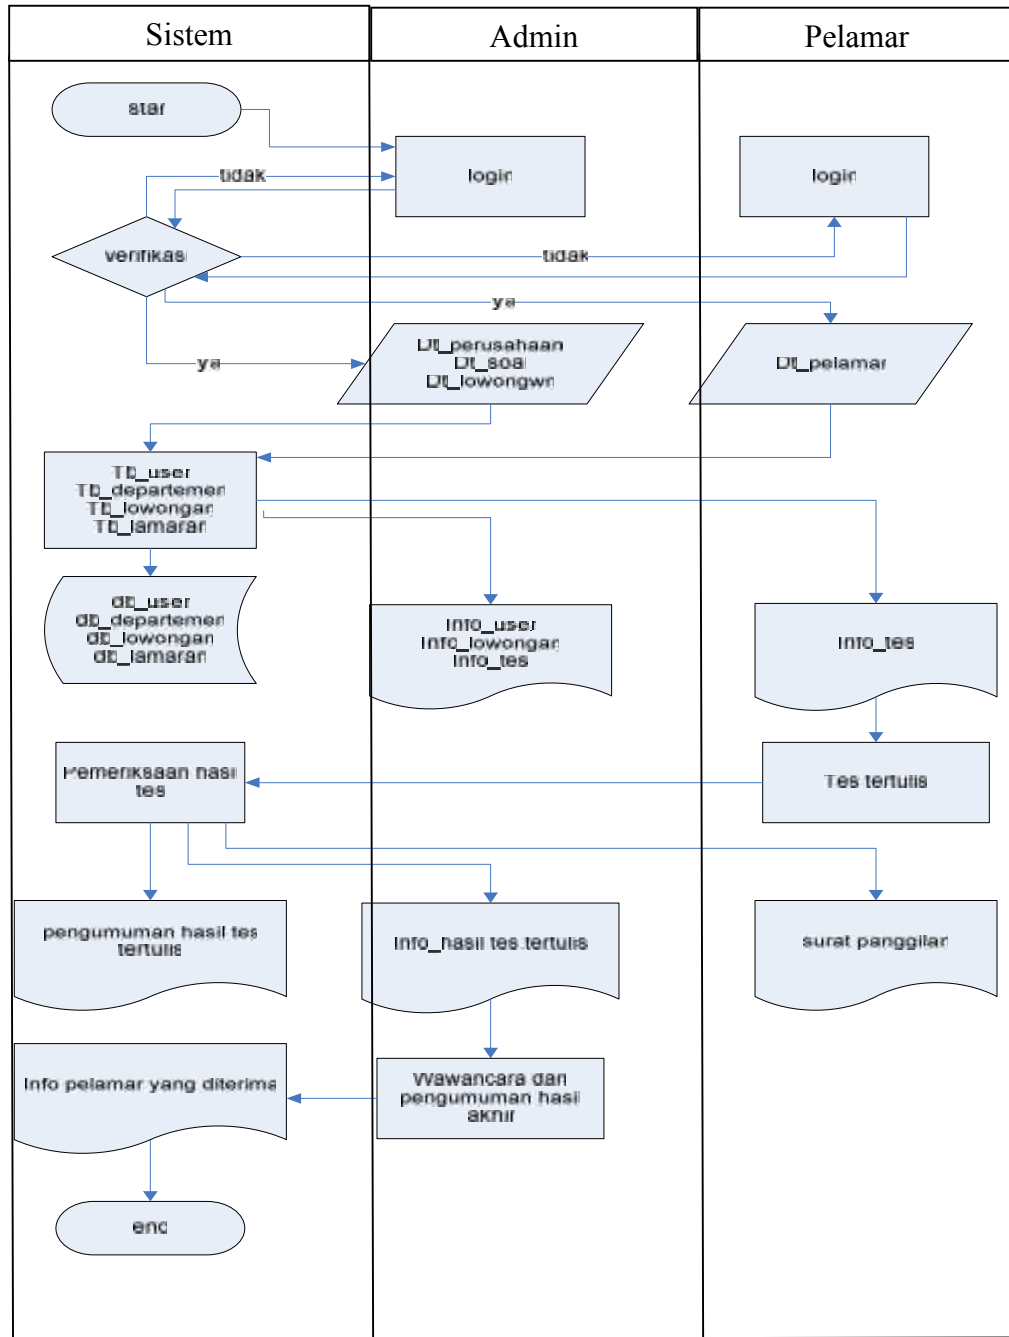 Sistem
Admin
Pelamar
star
login
login
tidak
verifikasi
tidak
ya
ya
Dt_perusahaan
Dt_soal
Dt_lowongwn
Dt_pelamar
Tb_user
Tb_departemen
Tb_lowongan
Tb_lamaran
db_user
db_departemen
db_lowongan
db_lamaran
Info_user
Info_lowongan
Info_tes
Info_tes
Pemeriksaan hasil
tes
Tes tertulis
pengumuman hasil tes
tertulis
Info_hasil tes tertulis
surat panggilan
Info pelamar yang diterima
Wawancara dan
pengumuman hasil
akhir
end